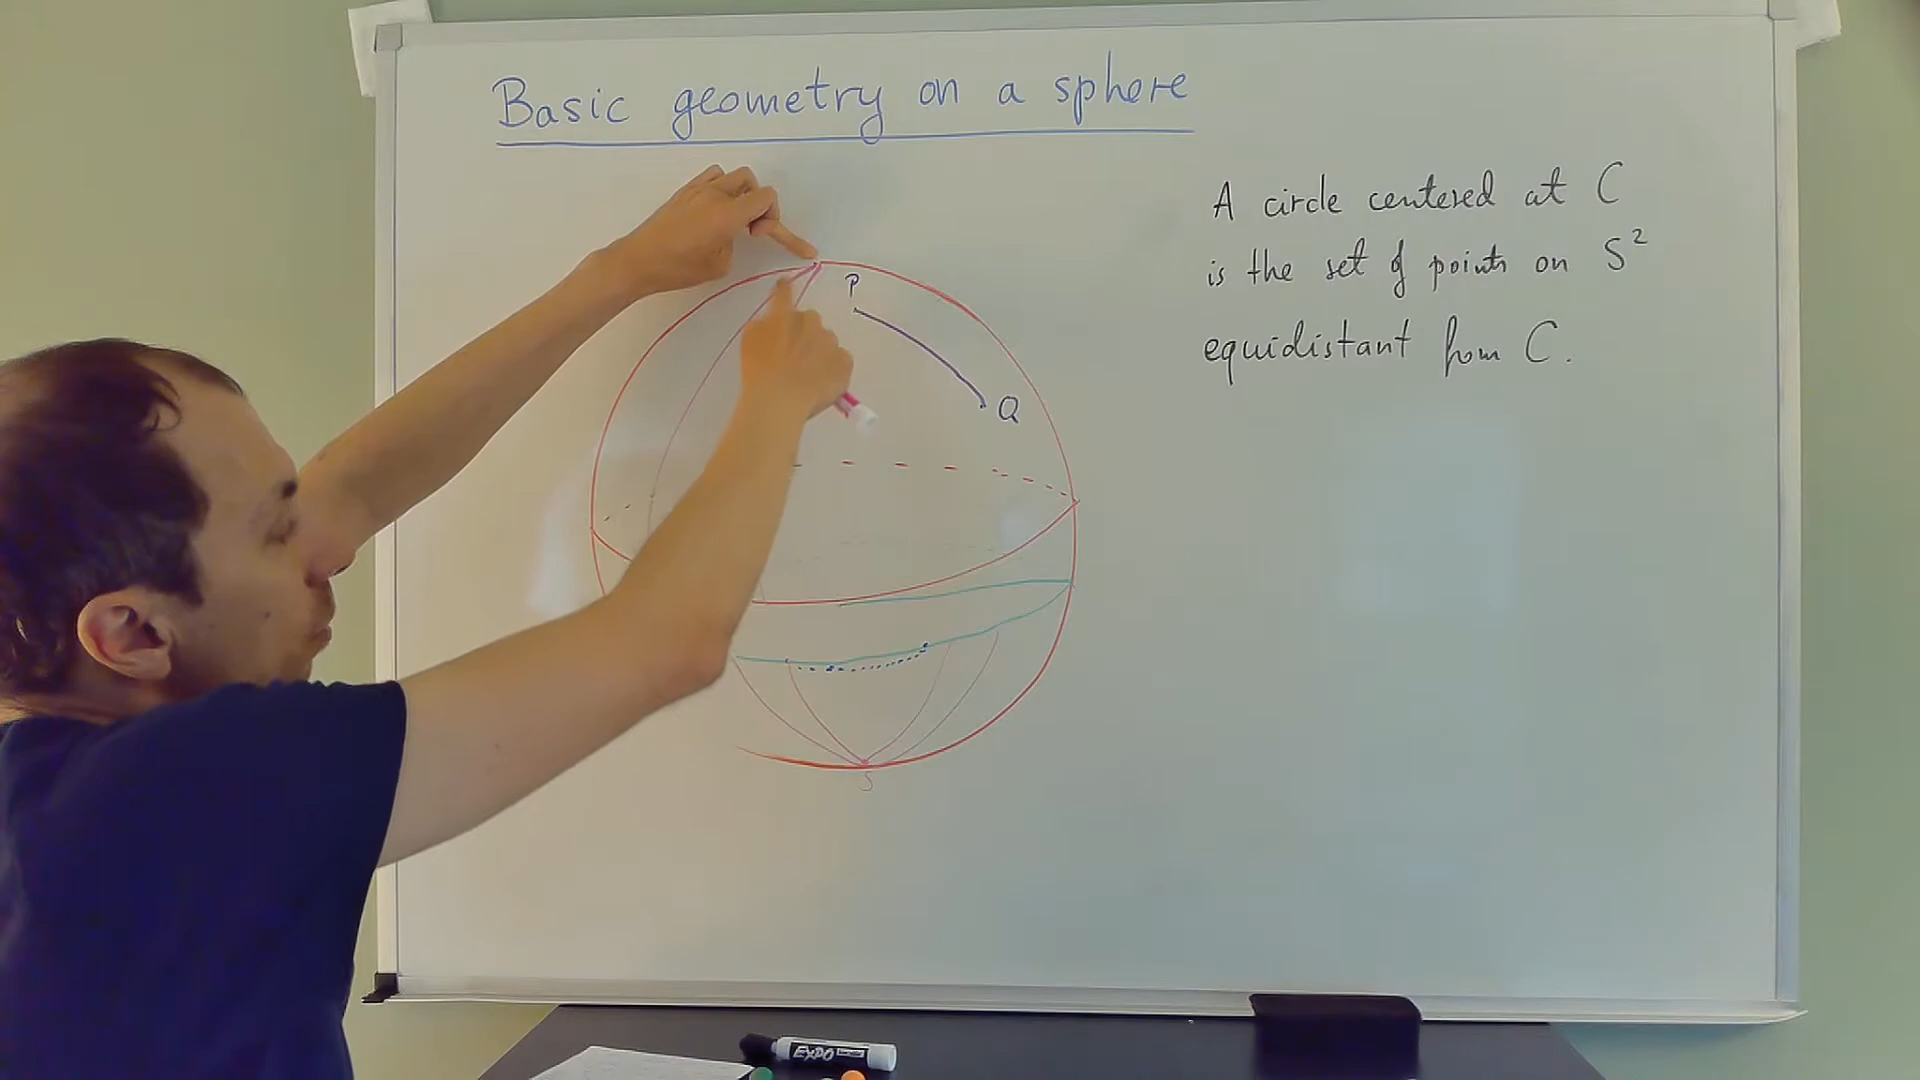 Basic geometry on a sphere
A circle centered at C
is the set of points on S²
equidistant from C.
P
Q
S
EXPO